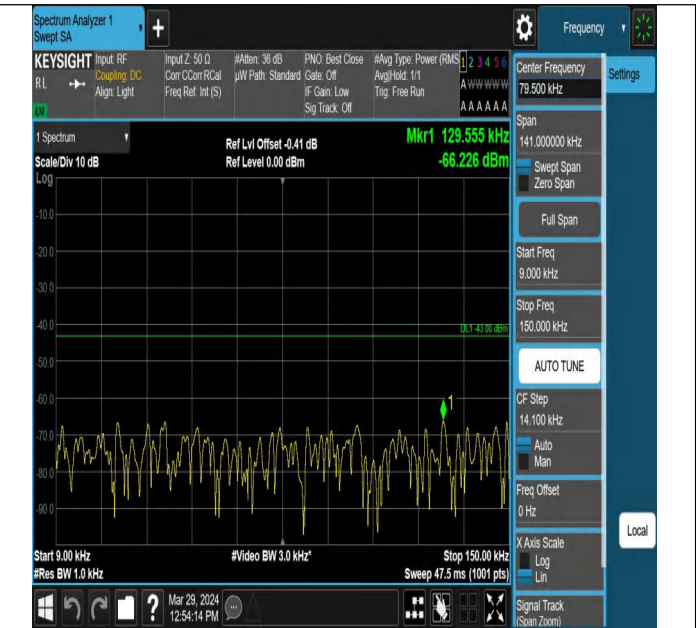 Spectrum Analyzer 1
Swept SA
+
Frequency
KEYSIGHT
RL
Input: RF
Coupling: DC
Align: Light
Input Z: 50 Ω
Corr CCorr RCal
Freq Ref: Int (S)
#Atten: 36 dB
µW Path: Standard
PNO: Best Close
Gate: Off
IF Gain: Low
Sig Track: Off
#Avg Type: Power (RMS
Avg|Hold: 1/1
Trig: Free Run
1 2 3 4 5 6
A W W W W W
A A A A A A
Center Frequency
79.500 kHz
Settings
Span
141.000000 kHz
Swept Span
Zero Span
Full Span
Start Freq
9.000 kHz
Stop Freq
150.000 kHz
AUTO TUNE
CF Step
14.100 kHz
Auto
Man
Freq Offset
0 Hz
X Axis Scale
Log
Lin
Signal Track
(Span Zoom)
Local
1 Spectrum
Scale/Div 10 dB
Log
Ref Lvl Offset -0.41 dB
Ref Level 0.00 dBm
Mkr1 129.555 kHz
-66.226 dBm
-10.0
-20.0
-30.0
-40.0
DL1 -43.00 dBm
-50.0
-60.0
1
-70.0
-80.0
-90.0
Start 9.00 kHz
#Video BW 3.0 kHz*
Stop 150.00 kHz
#Res BW 1.0 kHz
Sweep 47.5 ms (1001 pts)
?
Mar 29, 2024
12:54:14 PM